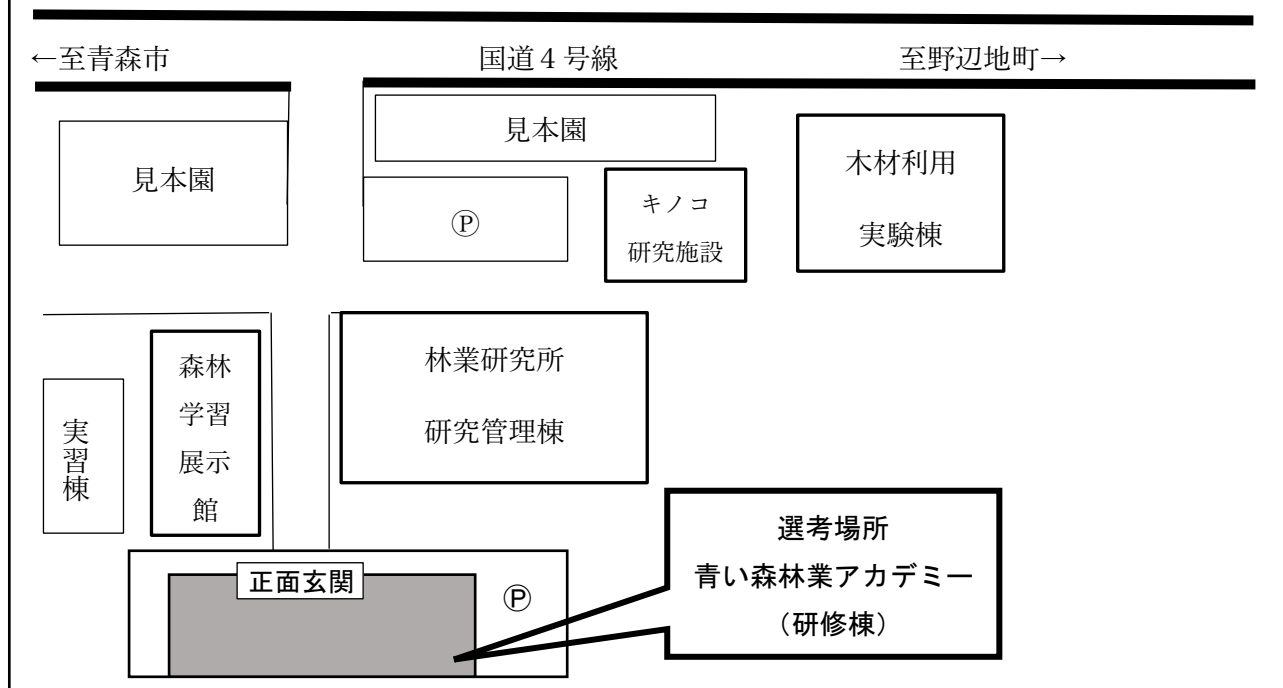 ←至青森市
国道4号線
至野辺地町→
見本園
見本園
木材利用
実験棟
Ⓟ
キノコ
研究施設
実習棟
森林
学習
展示
館
林業研究所
研究管理棟
正面玄関
Ⓟ
選考場所
青い森林業アカデミー
(研修棟)